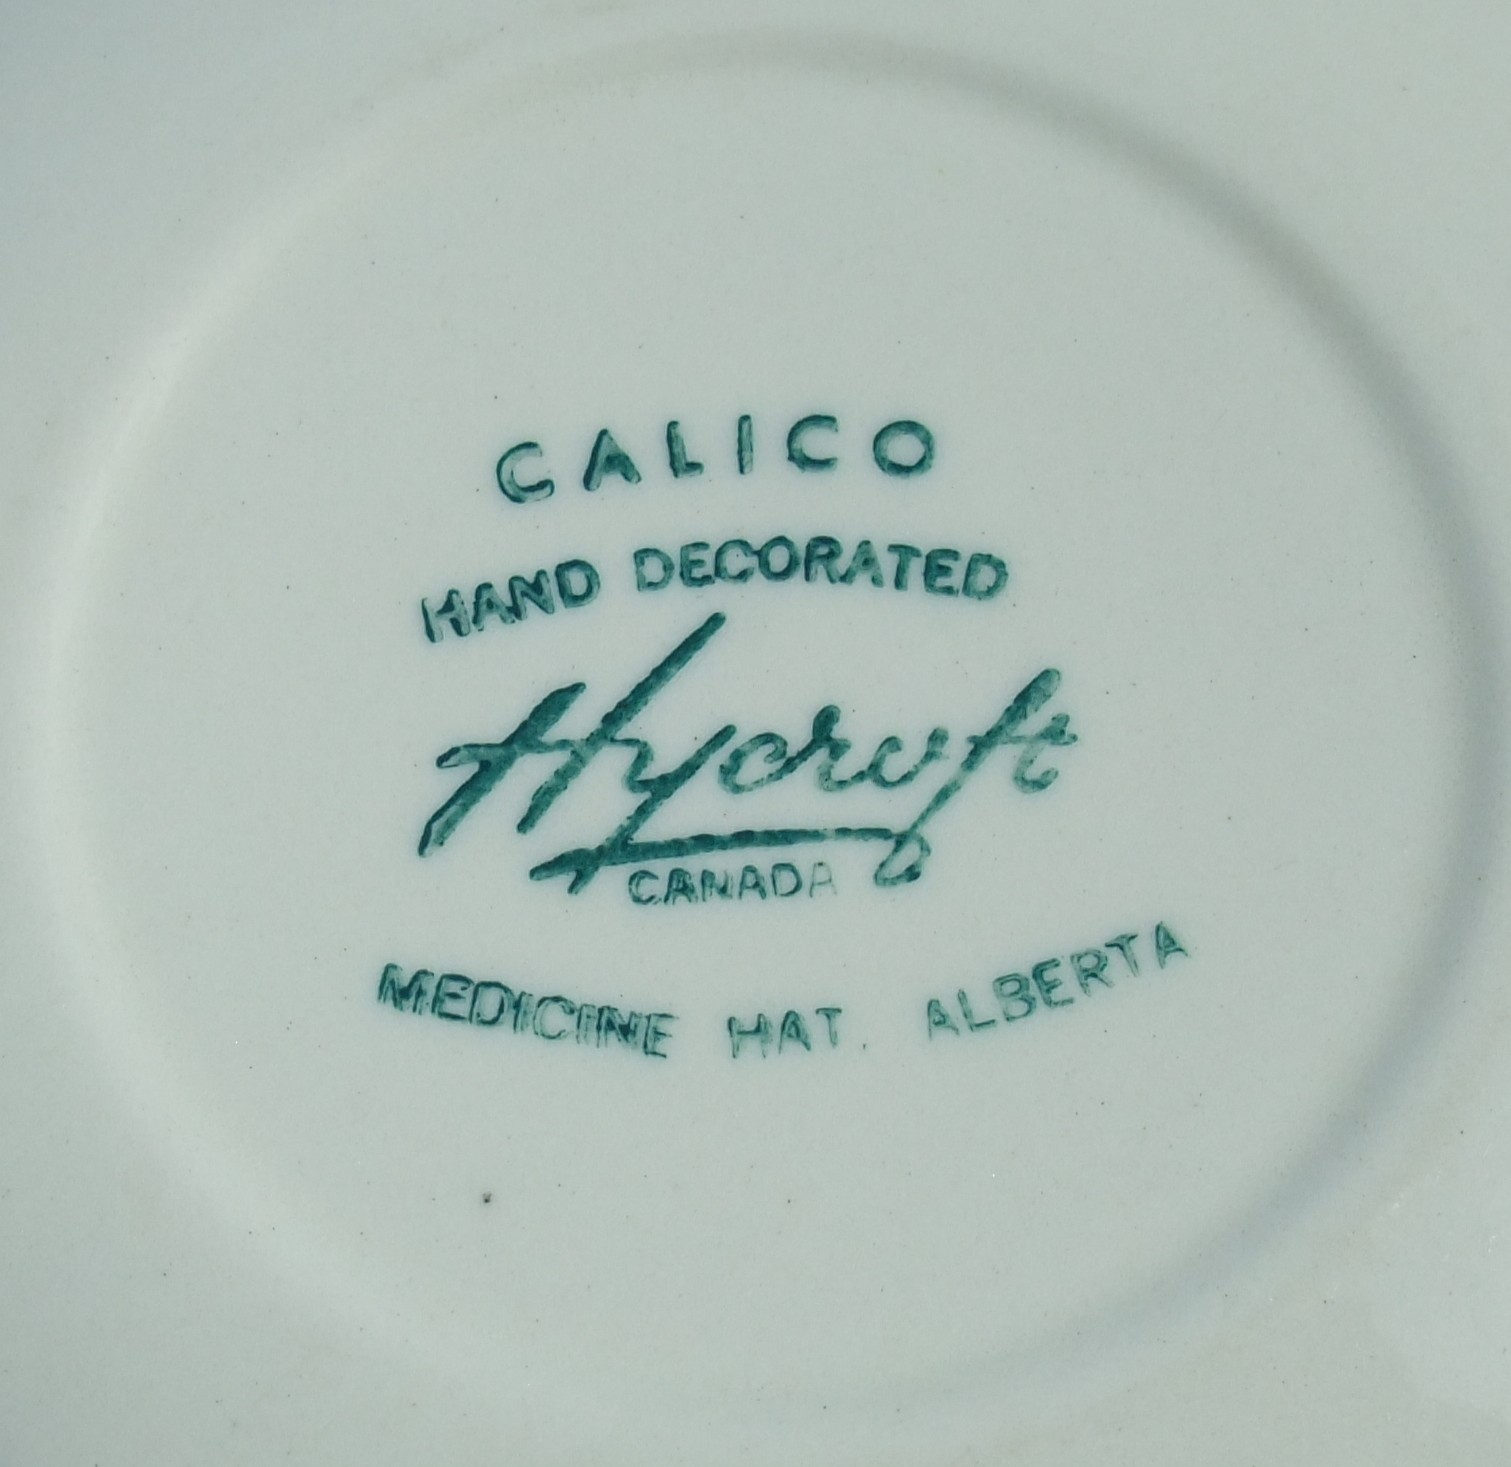 CALICO
HAND DECORATED
Hycroft
CANADA
MEDICINE HAT. ALBERTA